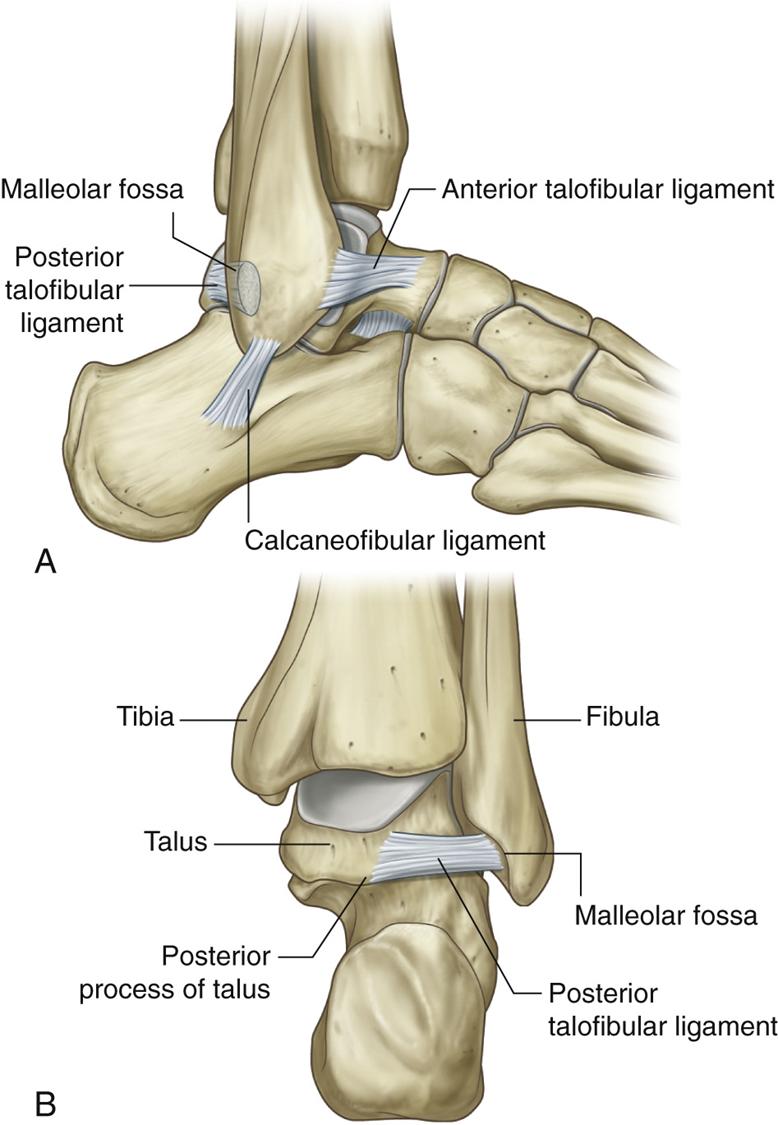 Malleolar fossa
Anterior talofibular ligament
Posterior
talofibular
ligament
Calcaneofibular ligament
A
Tibia
Fibula
Talus
Malleolar fossa
Posterior
process of talus
Posterior
talofibular ligament
B